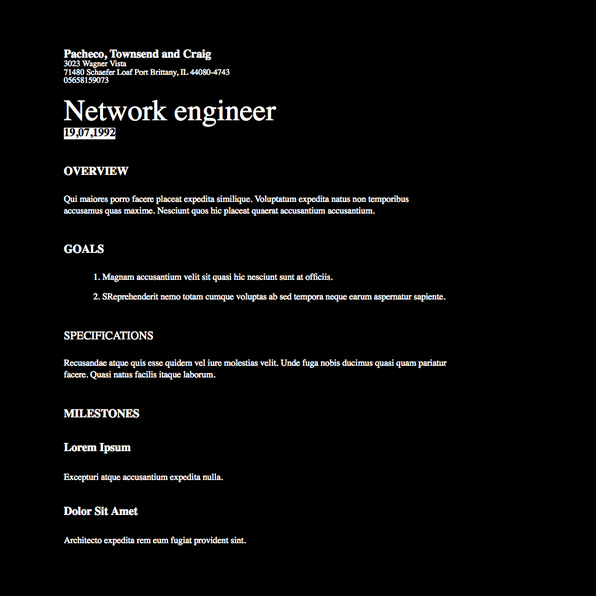 Pacheco, Townsend and Craig
3023 Wagner Vista
71480 Schaefer Loaf Port Brittany, IL 44080-4743
05658159073
Network engineer
19,07,1992
OVERVIEW
Qui maiores porro facere placeat expedita similique. Voluptatum expedita natus non temporibus
accusamus quas maxime. Nesciunt quos hic placeat quaerat accusantium accusantium.
GOALS
1. Magnam accusantium velit sit quasi hic nesciunt sunt at officiis.
2. SReprehenderit nemo totam cumque voluptas ab sed tempora neque earum aspernatur sapiente.
SPECIFICATIONS
Recusandae atque quis esse quidem vel iure molestias velit. Unde fuga nobis ducimus quasi quam pariatur
facere. Quasi natus facilis itaque laborum.
MILESTONES
Lorem Ipsum
Excepturi atque accusantium expedita nulla.
Dolor Sit Amet
Architecto expedita rem eum fugiat provident sint.